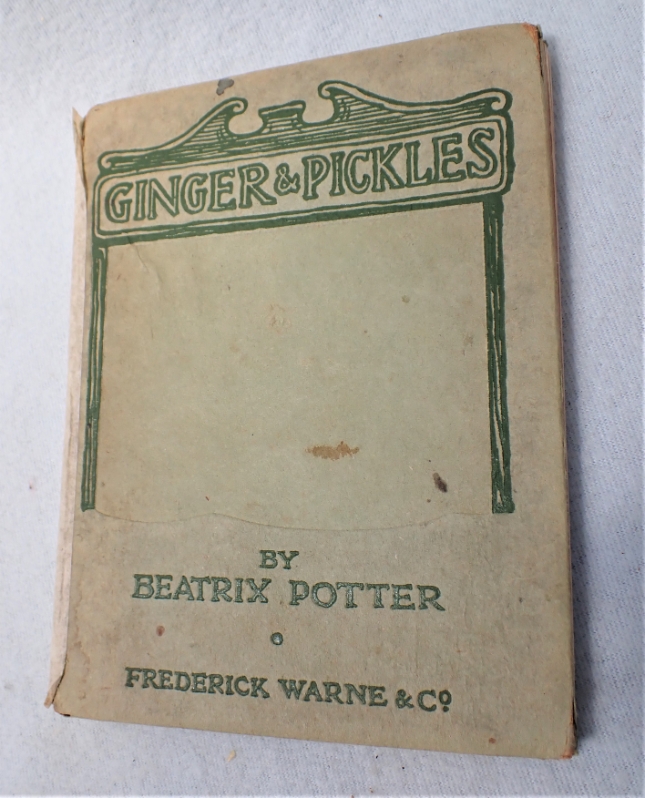 GINGER & PICKLES
BY
BEATRIX POTTER
FREDERICK WARNE & Co